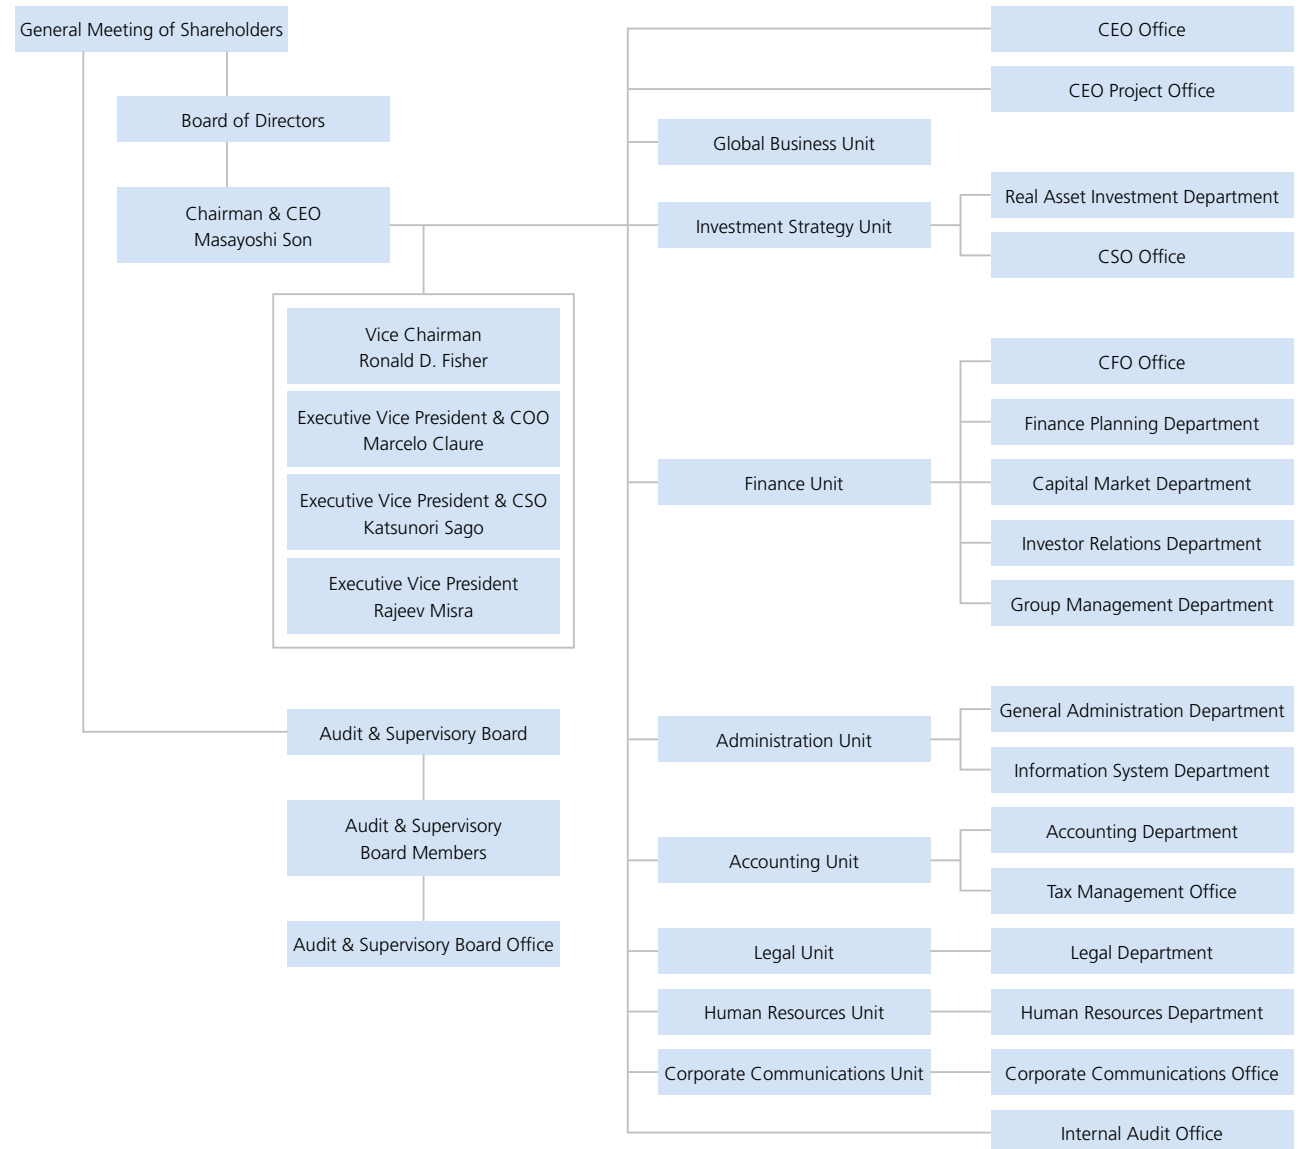 General Meeting of Shareholders
Board of Directors
Chairman & CEO
Masayoshi Son
Vice Chairman
Ronald D. Fisher
Executive Vice President & COO
Marcelo Claure
Executive Vice President & CSO
Katsunori Sago
Executive Vice President
Rajeev Misra
Audit & Supervisory Board
Audit & Supervisory
Board Members
Audit & Supervisory Board Office
CEO Office
CEO Project Office
Global Business Unit
Investment Strategy Unit
Real Asset Investment Department
CSO Office
Finance Unit
CFO Office
Finance Planning Department
Capital Market Department
Investor Relations Department
Group Management Department
Administration Unit
General Administration Department
Information System Department
Accounting Unit
Accounting Department
Tax Management Office
Legal Unit
Legal Department
Human Resources Unit
Human Resources Department
Corporate Communications Unit
Corporate Communications Office
Internal Audit Office